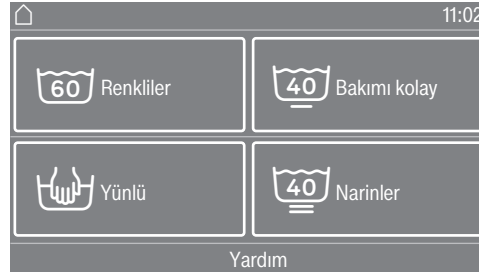 11:02
60 Renkliler
40 Bakımı kolay
Yünlü
40 Narinler
Yardım